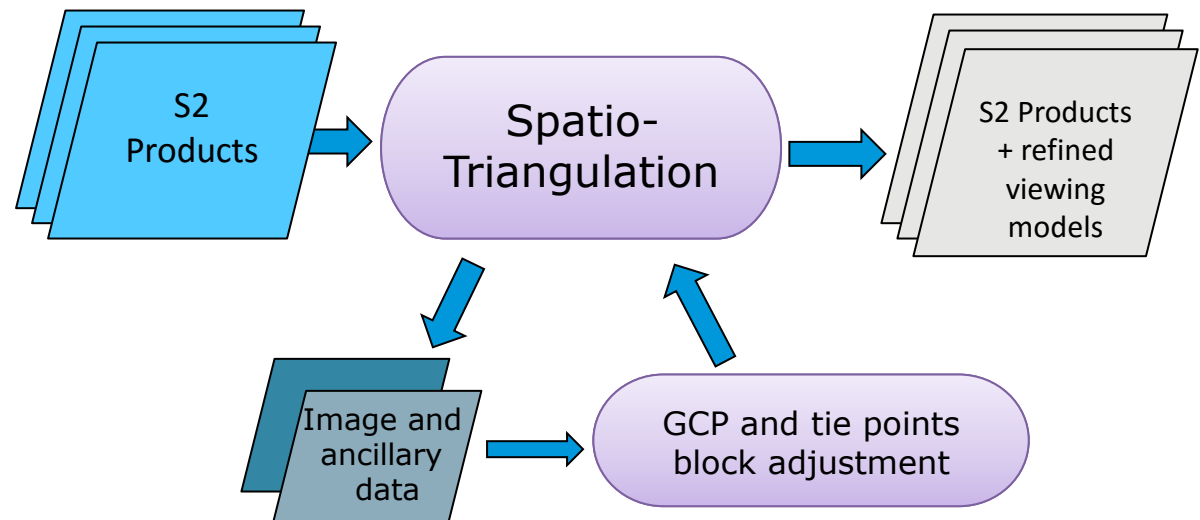 S2
Products
Spatio-
Triangulation
S2 Products
+ refined
viewing
models
Image and
ancillary
data
GCP and tie points
block adjustment